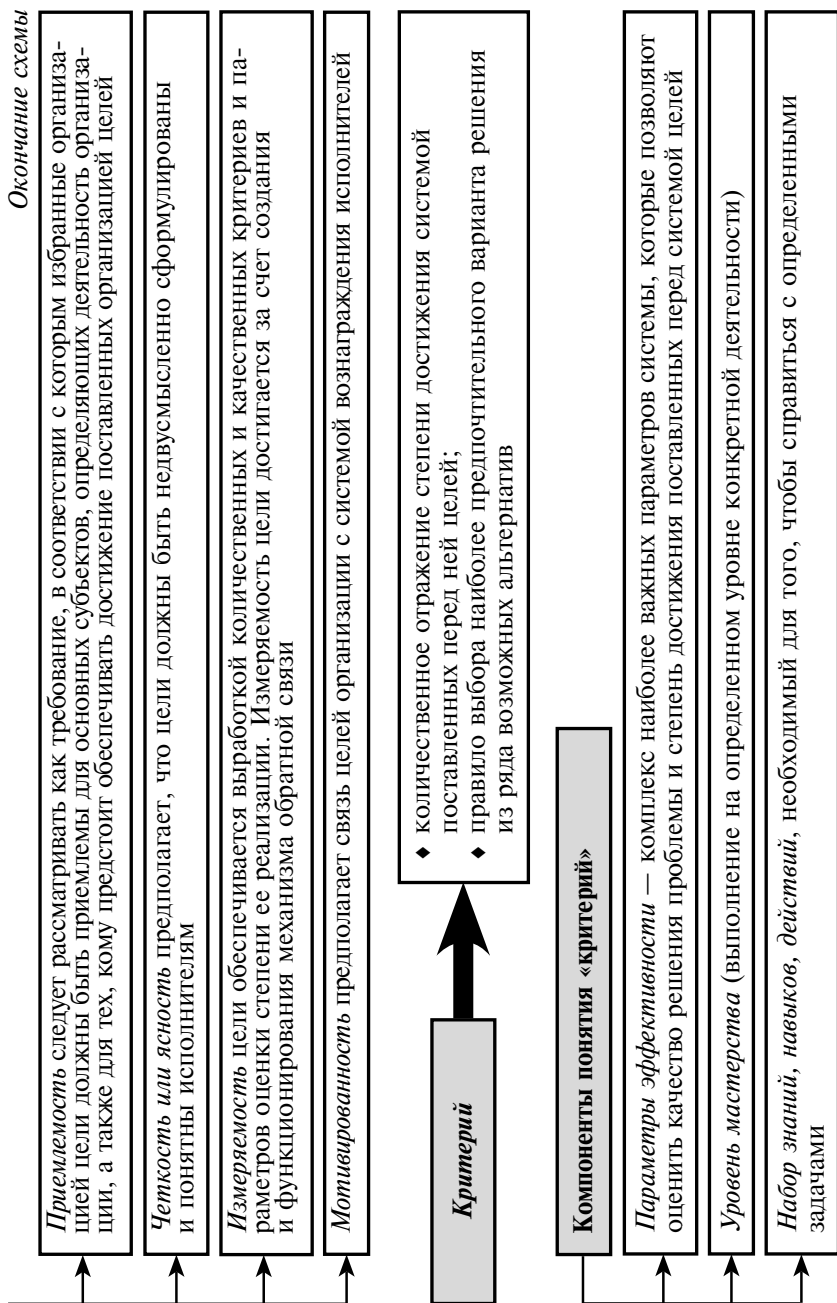 Окончание схемы
Приемлемость следует рассматривать как требование, в соответствии с которым избранные организа-
цией цели должны быть приемлемы для основных субъектов, определяющих деятельность организа-
ции, а также для тех, кому предстоит обеспечивать достижение поставленных организацией целей
Четкость или ясность предполагает, что цели должны быть недвусмысленно сформулированы
и понятны исполнителям
Измеряемость цели обеспечивается выработкой количественных и качественных критериев и па-
раметров оценки степени ее реализации. Измеряемость цели достигается за счет создания
и функционирования механизма обратной связи
Мотивированность предполагает связь целей организации с системой вознаграждения исполнителей
Критерий
♦ количественное отражение степени достижения системой
поставленных перед ней целей;
♦ правило выбора наиболее предпочтительного варианта решения
из ряда возможных альтернатив
Компоненты понятия «критерий»
Параметры эффективности — комплекс наиболее важных параметров системы, которые позволяют
оценить качество решения проблемы и степень достижения поставленных перед системой целей
Уровень мастерства (выполнение на определенном уровне конкретной деятельности)
Набор знаний, навыков, действий, необходимый для того, чтобы справиться с определенными
задачами